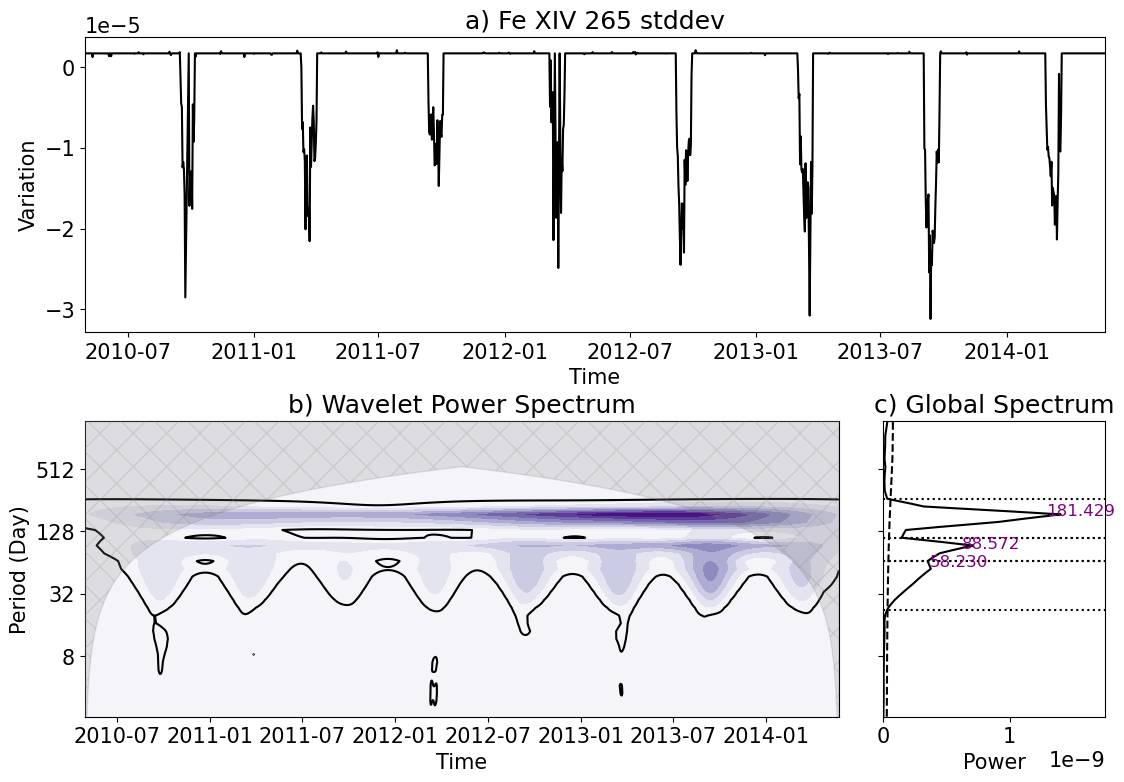 a) Fe XIV 265 stddev
1e−5
0
−1
−2
−3
Variation
2010-07 2011-01 2011-07 2012-01 2012-07 2013-01 2013-07 2014-01
Time
b) Wavelet Power Spectrum
512
128
32
8
Period (Day)
2010-07 2011-01 2011-07 2012-01 2012-07 2013-01 2013-07 2014-01
Time
c) Global Spectrum
181.429
88.572
58.230
0 1
Power 1e−9